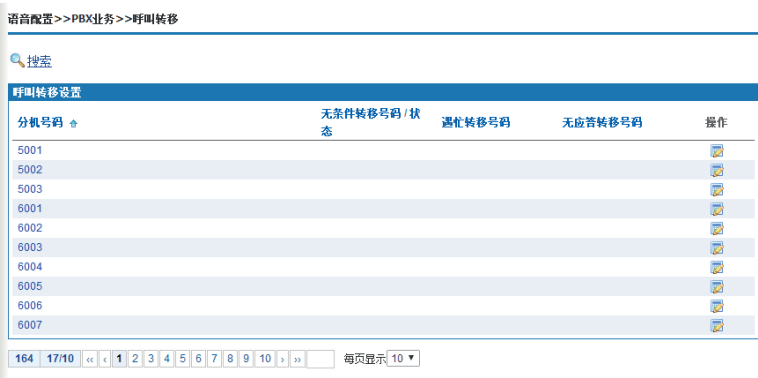 语音配置>>PBX业务>>呼叫转移
搜索
呼叫转移设置
分机号码 无条件转移号码/状态 遇忙转移号码 无应答转移号码 操作
5001
5002
5003
6001
6002
6003
6004
6005
6006
6007
164 17/10 ‹‹ ‹ 1 2 3 4 5 6 7 8 9 10 › ›› 每页显示 10